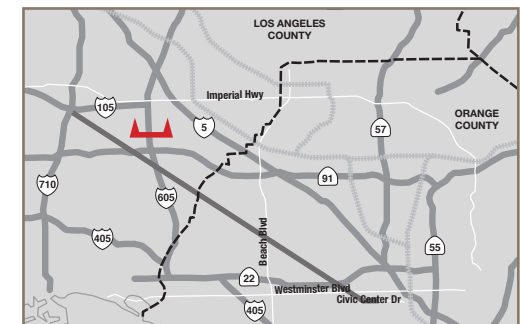 LOS ANGELES
COUNTY
Imperial Hwy
105
5
57
ORANGE
COUNTY
710
605
91
405
Beach Blvd
55
22
Westminster Blvd
Civic Center Dr
405